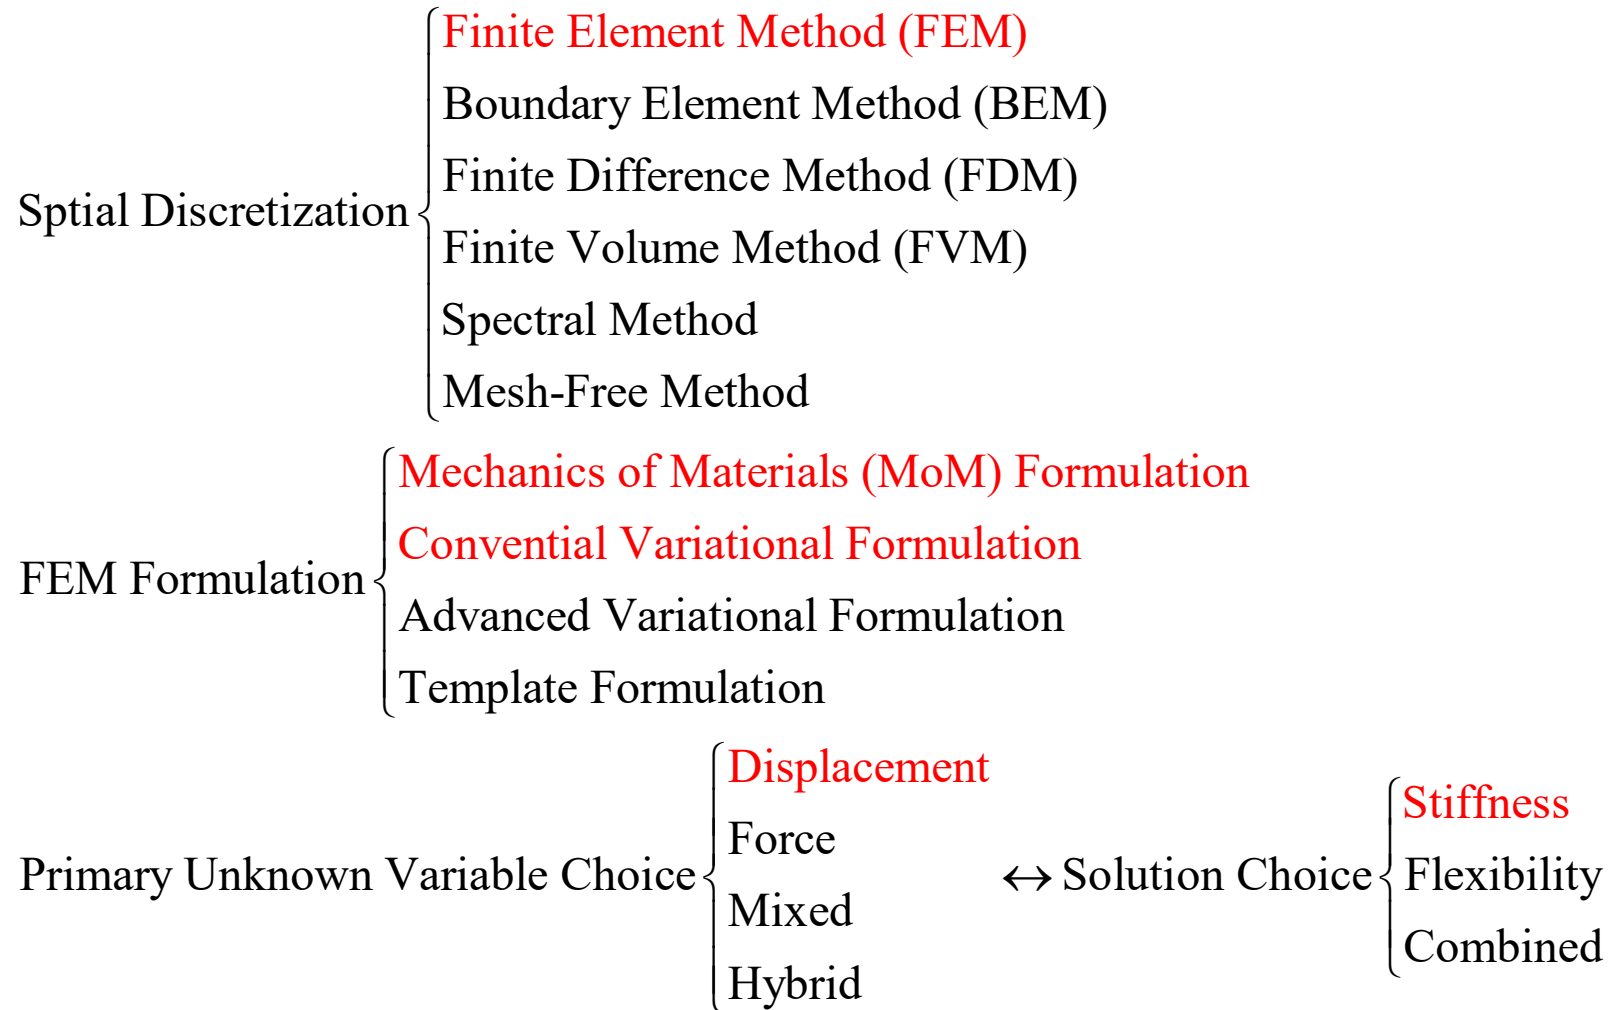 Sptial Discretization
Finite Element Method (FEM)
Boundary Element Method (BEM)
Finite Difference Method (FDM)
Finite Volume Method (FVM)
Spectral Method
Mesh-Free Method
FEM Formulation
Mechanics of Materials (MoM) Formulation
Convential Variational Formulation
Advanced Variational Formulation
Template Formulation
Primary Unknown Variable Choice
Displacement
Force
Mixed
Hybrid
↔ Solution Choice
Stiffness
Flexibility
Combined